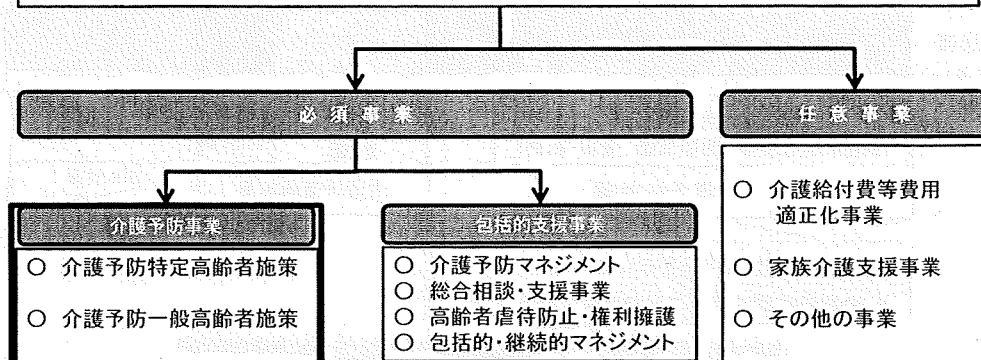 必須事業
任意事業
介護予防事業
○ 介護予防特定高齢者施策
○ 介護予防一般高齢者施策
包括的支援事業
○ 介護予防マネジメント
○ 総合相談・支援事業
○ 高齢者虐待防止・権利擁護
○ 包括的・継続的マネジメント
○ 介護給付費等費用
適正化事業
○ 家族介護支援事業
○ その他の事業